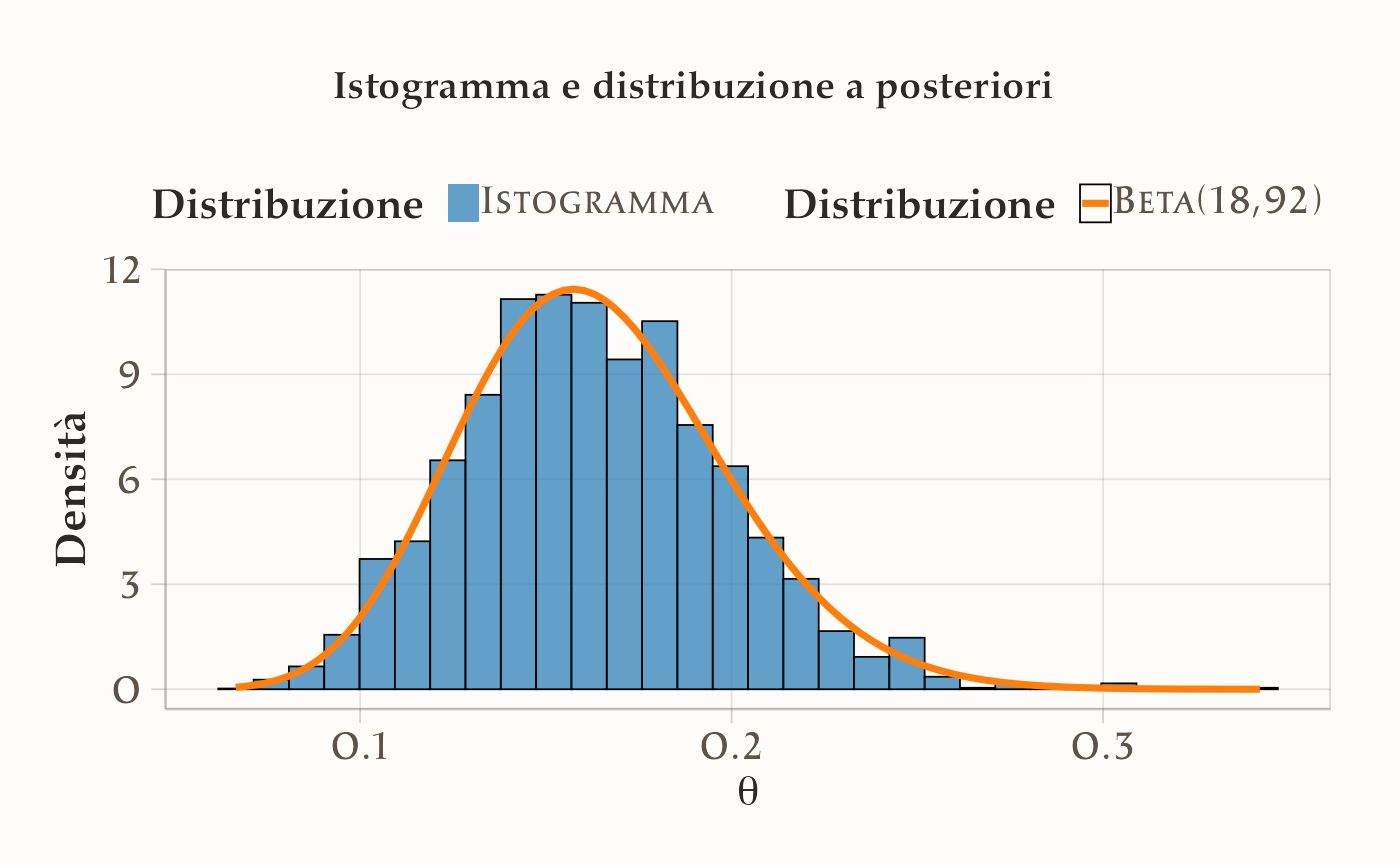 Istogramma e distribuzione a posteriori
Distribuzione Istogramma Distribuzione Beta(18,92)
12
9
6
3
0
Densità
0.1 0.2 0.3
θ